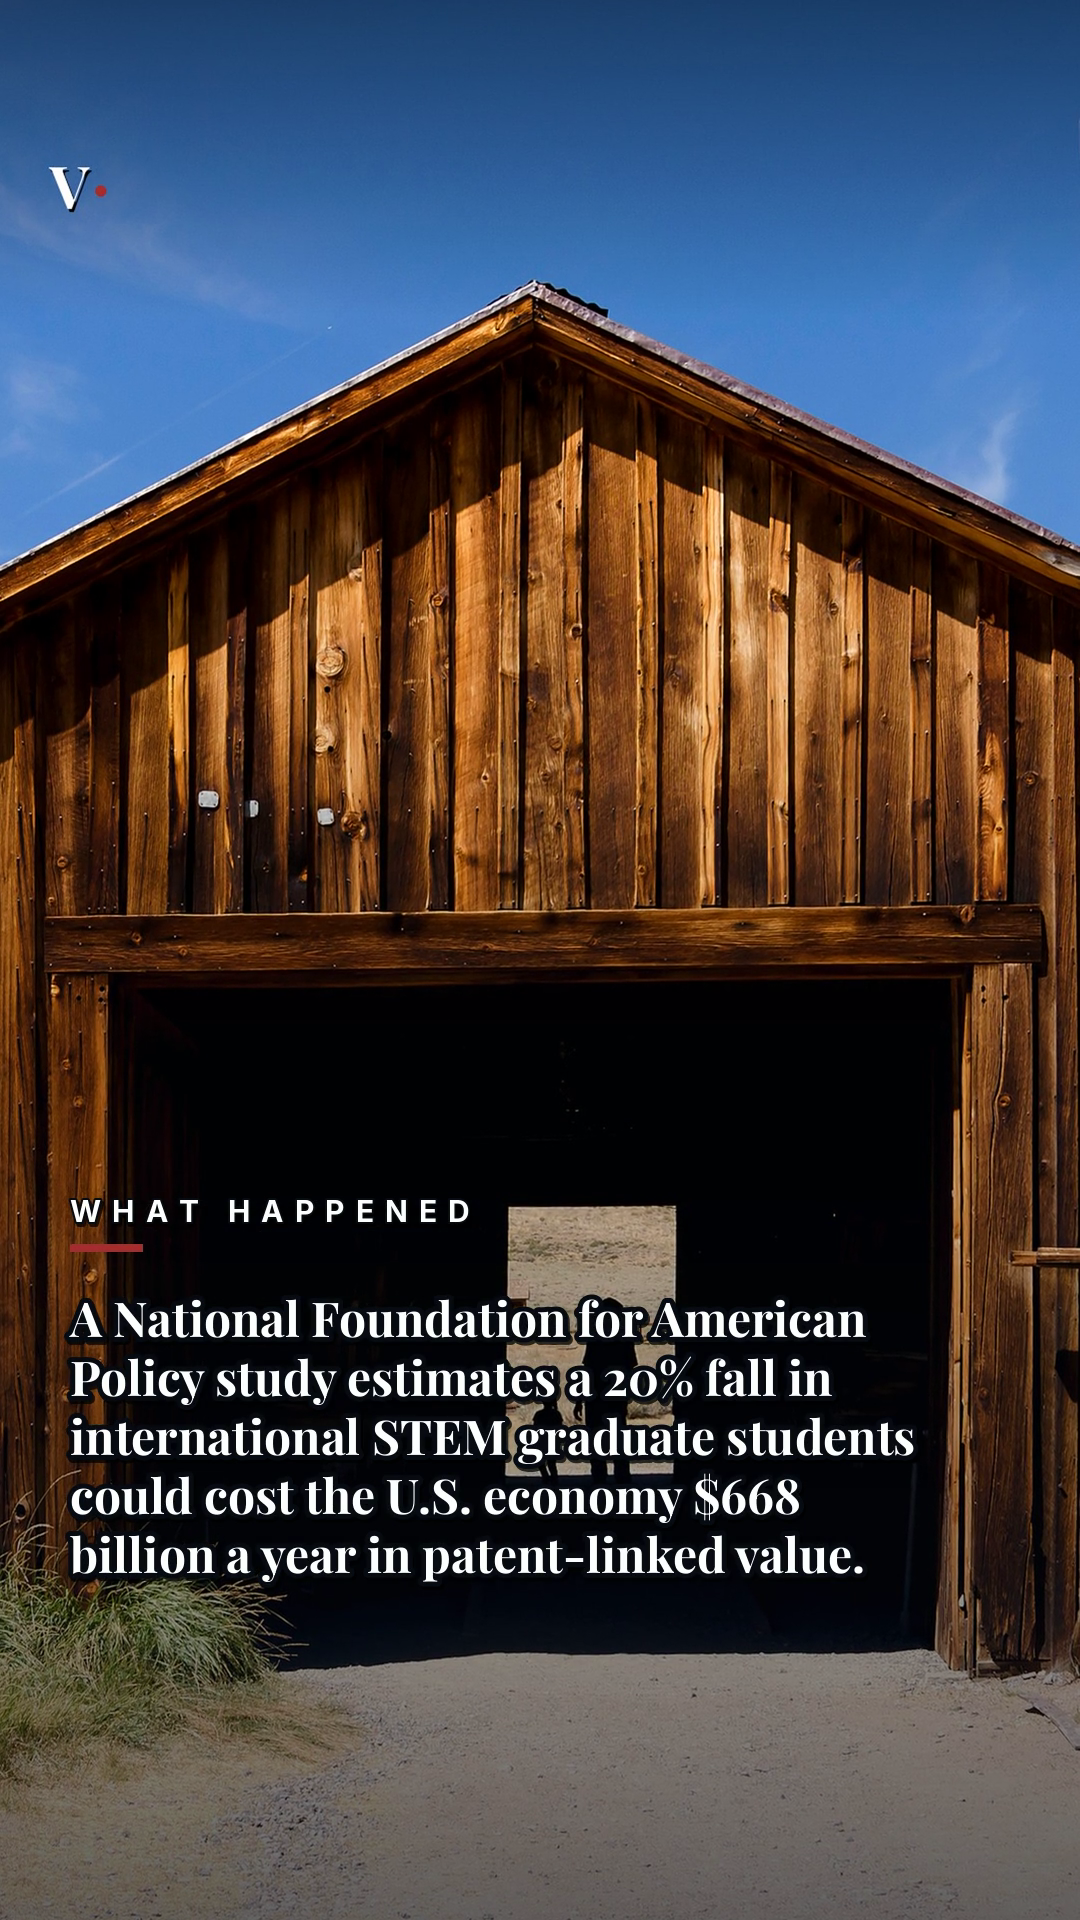 V
WHAT HAPPENED
A National Foundation for American
Policy study estimates a 20% fall in
international STEM graduate students
could cost the U.S. economy $668
billion a year in patent-linked value.